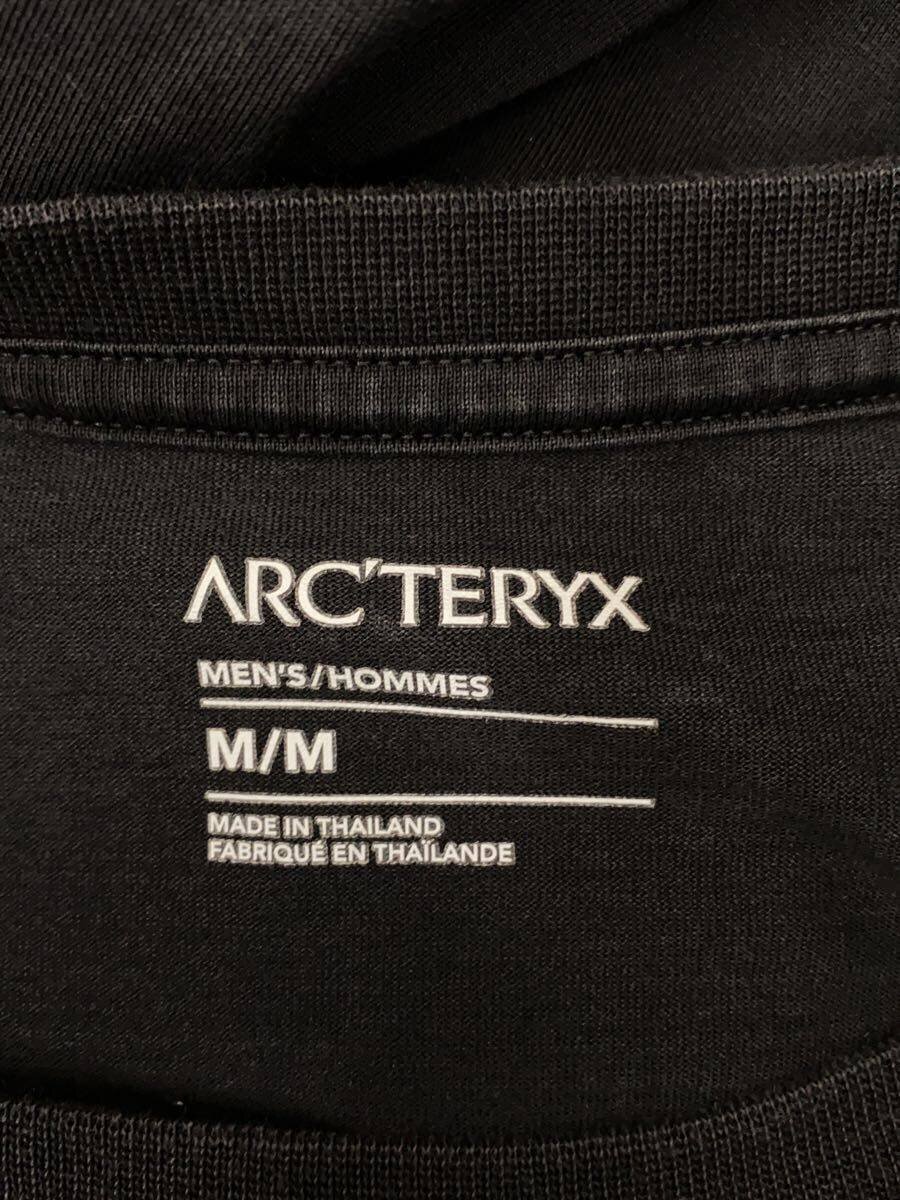 ARC'TERYX
MEN'S/HOMMES
M/M
MADE IN THAILAND
FABRIQUÉ EN THAÏLANDE